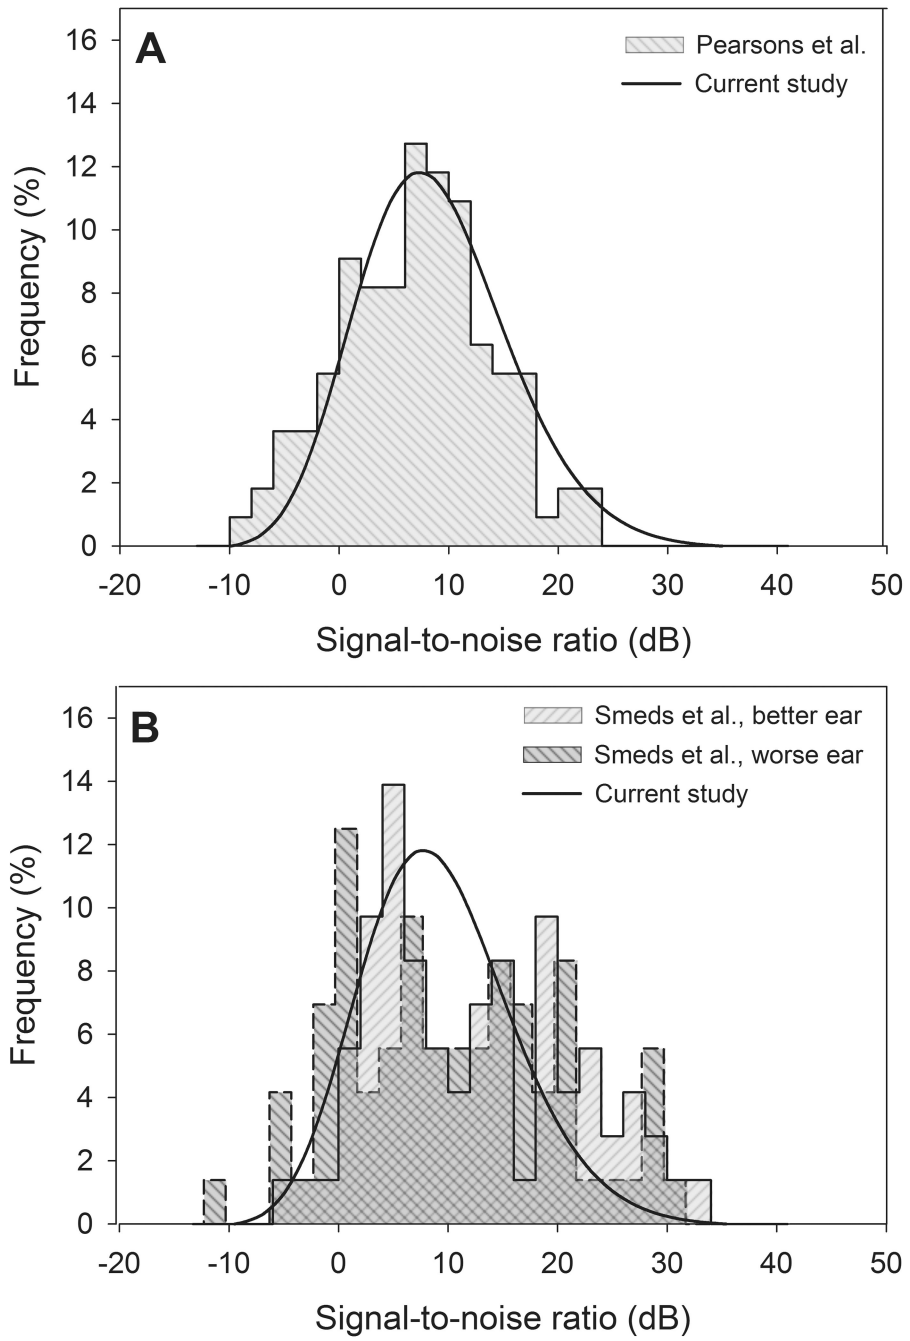 A
Pearsons et al.
Current study
16
14
12
10
8
6
4
2
0
Frequency (%)
-20 -10 0 10 20 30 40 50
Signal-to-noise ratio (dB)
B
Smeds et al., better ear
Smeds et al., worse ear
Current study
16
14
12
10
8
6
4
2
0
Frequency (%)
-20 -10 0 10 20 30 40 50
Signal-to-noise ratio (dB)